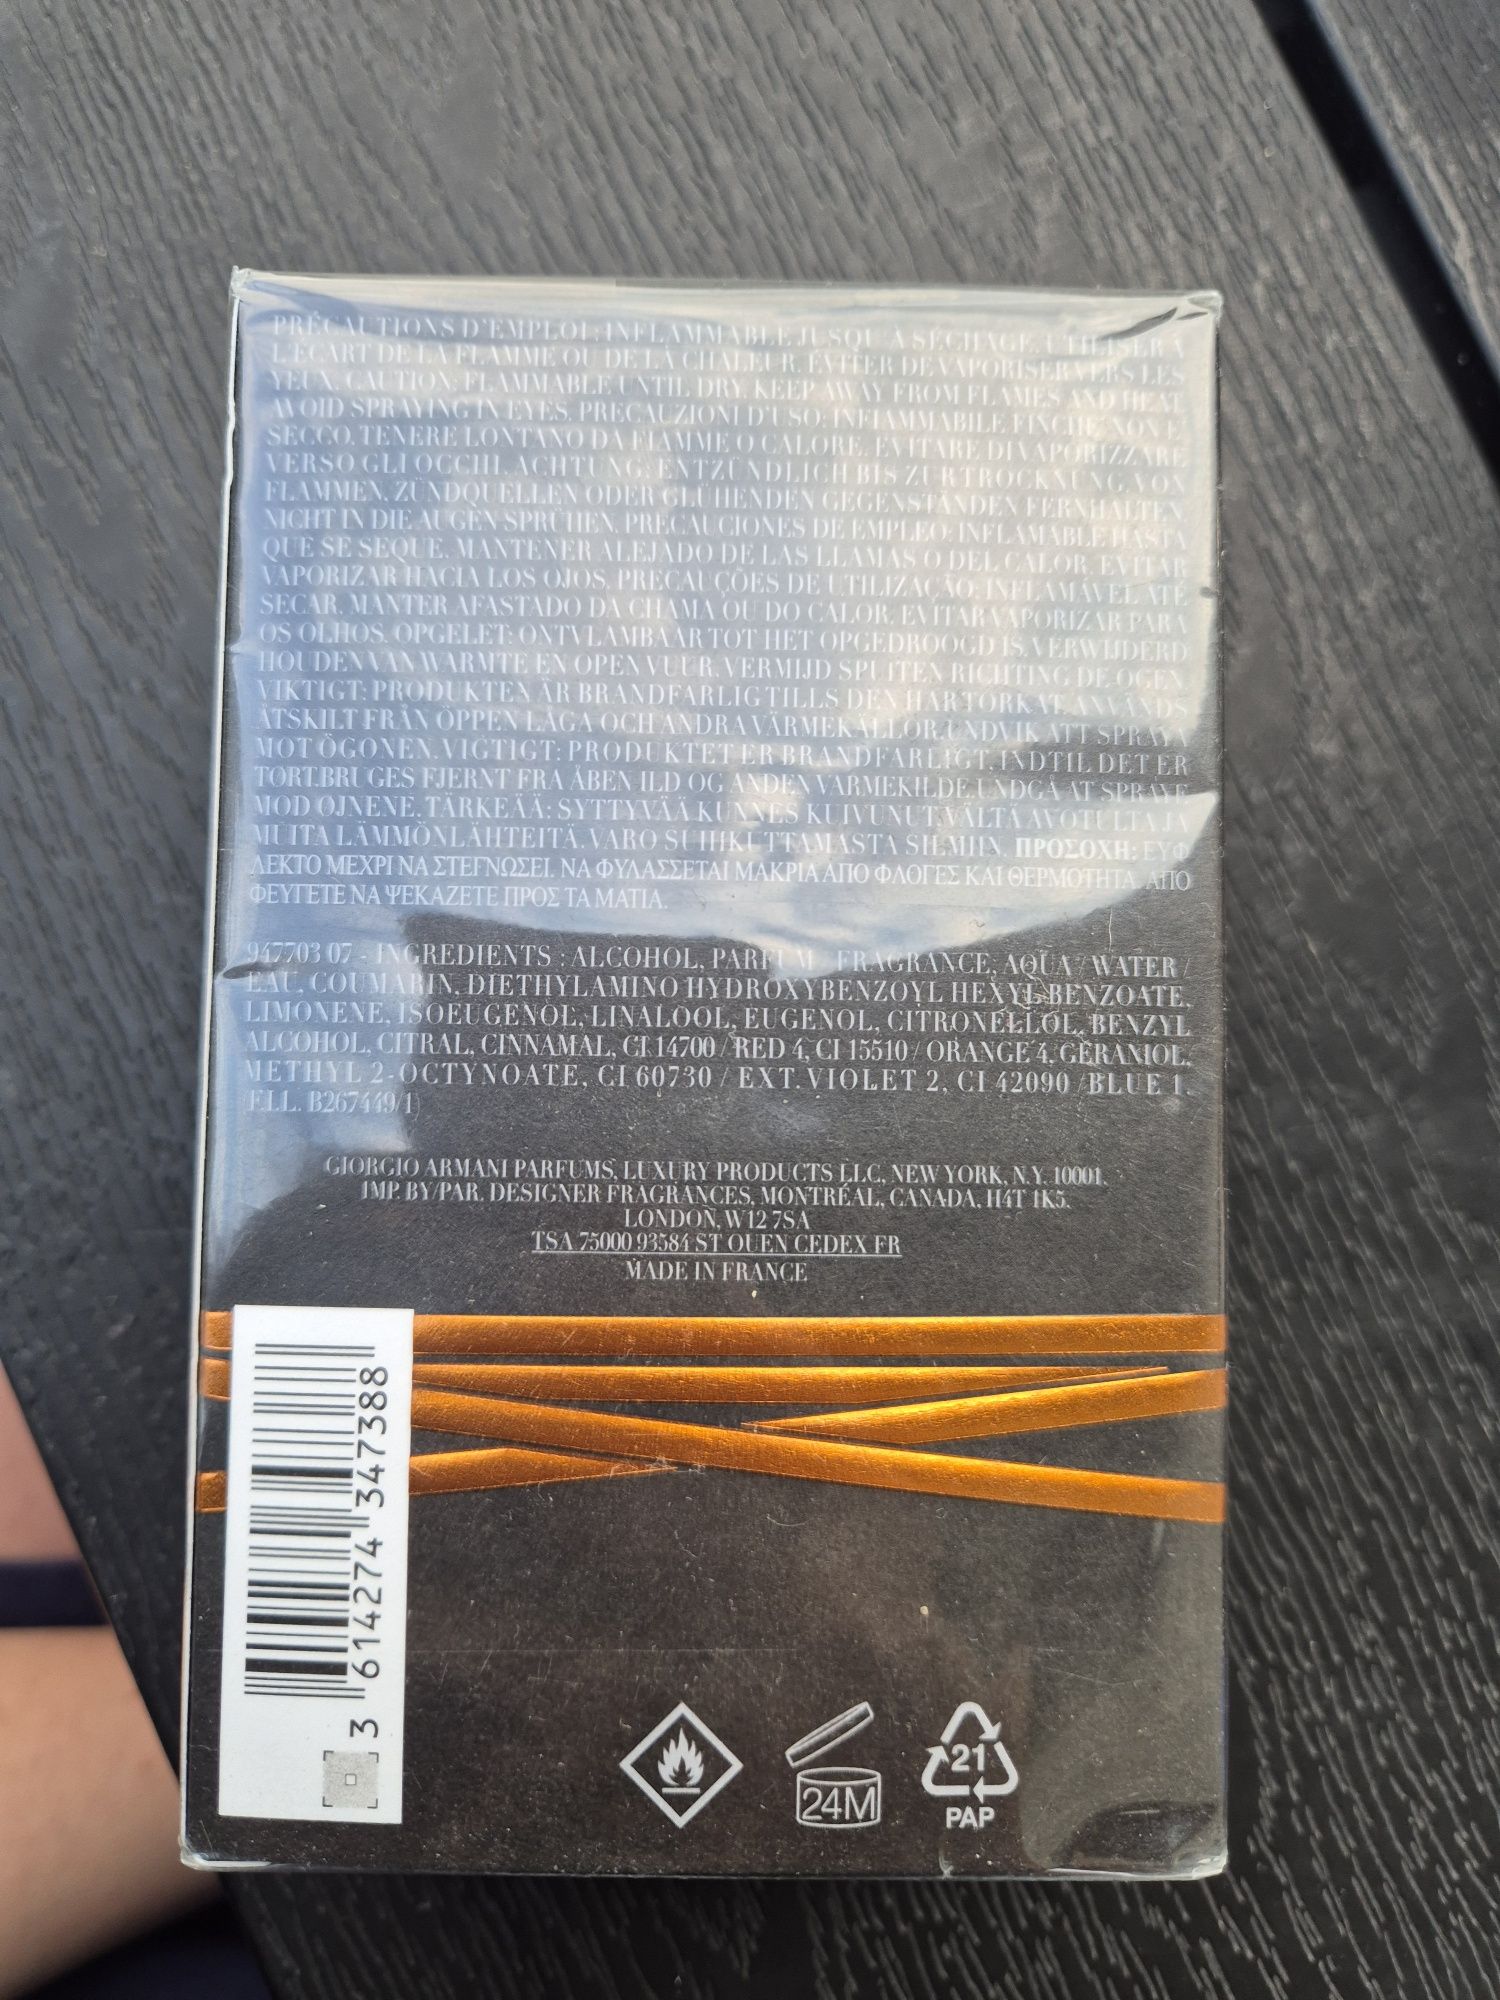 PRÉCAUTIONS D'EMPLOI : INFLAMMABLE JUSQU'À SÉCHAGE. UTILISER À
L'ÉCART DE LA FLAMME OU DE LA CHALEUR. ÉVITER DE VAPORISER VERS LES
YEUX. CAUTION: FLAMMABLE UNTIL DRY. KEEP AWAY FROM FLAMES AND HEAT
AVOID SPRAYING IN EYES. PRECAUZIONI D'USO: INFIAMMABILE FINCHÉ NON È
SECCO. TENERE LONTANO DA FIAMME O CALORE. EVITARE DI VAPORIZZARE
VERSO GLI OCCHI. ACHTUNG: ENTZÜNDLICH BIS ZUR TROCKNUNG. VON
FLAMMEN, ZÜNDQUELLEN ODER GLÜHENDEN GEGENSTÄNDEN FERNHALTEN.
NICHT IN DIE AUGEN SPRÜHEN. PRECAUCIONES DE EMPLEO: INFLAMABLE HASTA
QUE SE SEQUE. MANTENER ALEJADO DE LAS LLAMAS O DEL CALOR. EVITAR
VAPORIZAR HACIA LOS OJOS. PRECAUÇÕES DE UTILIZAÇÃO: INFLAMÁVEL ATÉ
SECAR. MANTER AFASTADO DA CHAMA OU DO CALOR. EVITAR VAPORIZAR PARA
OS OLHOS. OPGELET: ONTVLAMBAAR TOT HET OPGEDROOGD IS. VERWIJDERD
HOUDEN VAN WARMTE EN OPEN VUUR. VERMIJD SPUITEN RICHTING DE OGEN
VIKTIGT: PRODUKTEN ÄR BRANDFARLIG TILLS DEN HAR TORKAT. ANVÄNDS
ÅTSKILT FRÅN ÖPPEN LÅGA OCH ANDRA VÄRMEKÄLLOR. UNDVIK ATT SPRAYA
MOT ÖGONEN. VIGTIGT: PRODUKTET ER BRANDFARLIGT, INDTIL DET ER
TØRT. BRUGES FJERNT FRA ÅBEN ILD OG ANDEN VARMEKILDE. UNDGÅ AT SPRAYE
MOD ØJNENE. TÄRKEÄÄ: SYTTYVÄÄ KUNNES KUIVUNUT. VÄLTÄ AVOTULTA JA
MUITA LÄMMÖNLÄHTEITÄ. VARO SUIHKUTTAMASTA SILMIIN. ΠΡΟΣΟΧΗ: ΕΥΦ
ΛΕΚΤΟ ΜΕΧΡΙ ΝΑ ΣΤΕΓΝΩΣΕΙ. ΝΑ ΦΥΛΑΣΣΕΤΑΙ ΜΑΚΡΙΑ ΑΠΟ ΦΛΟΓΕΣ ΚΑΙ ΘΕΡΜΟΤΗΤΑ. ΑΠΟ
ΦΕΥΓΕΤΕ ΝΑ ΨΕΚΑΖΕΤΕ ΠΡΟΣ ΤΑ ΜΑΤΙΑ.
947703 07 - INGREDIENTS : ALCOHOL, PARFUM / FRAGRANCE, AQUA / WATER /
EAU, COUMARIN, DIETHYLAMINO HYDROXYBENZOYL HEXYL BENZOATE,
LIMONENE, ISOEUGENOL, LINALOOL, EUGENOL, CITRONELLOL, BENZYL
ALCOHOL, CITRAL, CINNAMAL, CI 14700 / RED 4, CI 15510 / ORANGE 4, GERANIOL,
METHYL 2-OCTYNOATE, CI 60730 / EXT. VIOLET 2, CI 42090 / BLUE 1.
(F.I.L. B267449/1)
GIORGIO ARMANI PARFUMS, LUXURY PRODUCTS LLC, NEW YORK, N.Y. 10001.
IMP. BY/PAR. DESIGNER FRAGRANCES, MONTRÉAL, CANADA, H4T 1K5.
LONDON, W12 7SA
TSA 75000 93584 ST OUEN CEDEX FR
MADE IN FRANCE
3 614274 347388
24M
21
PAP